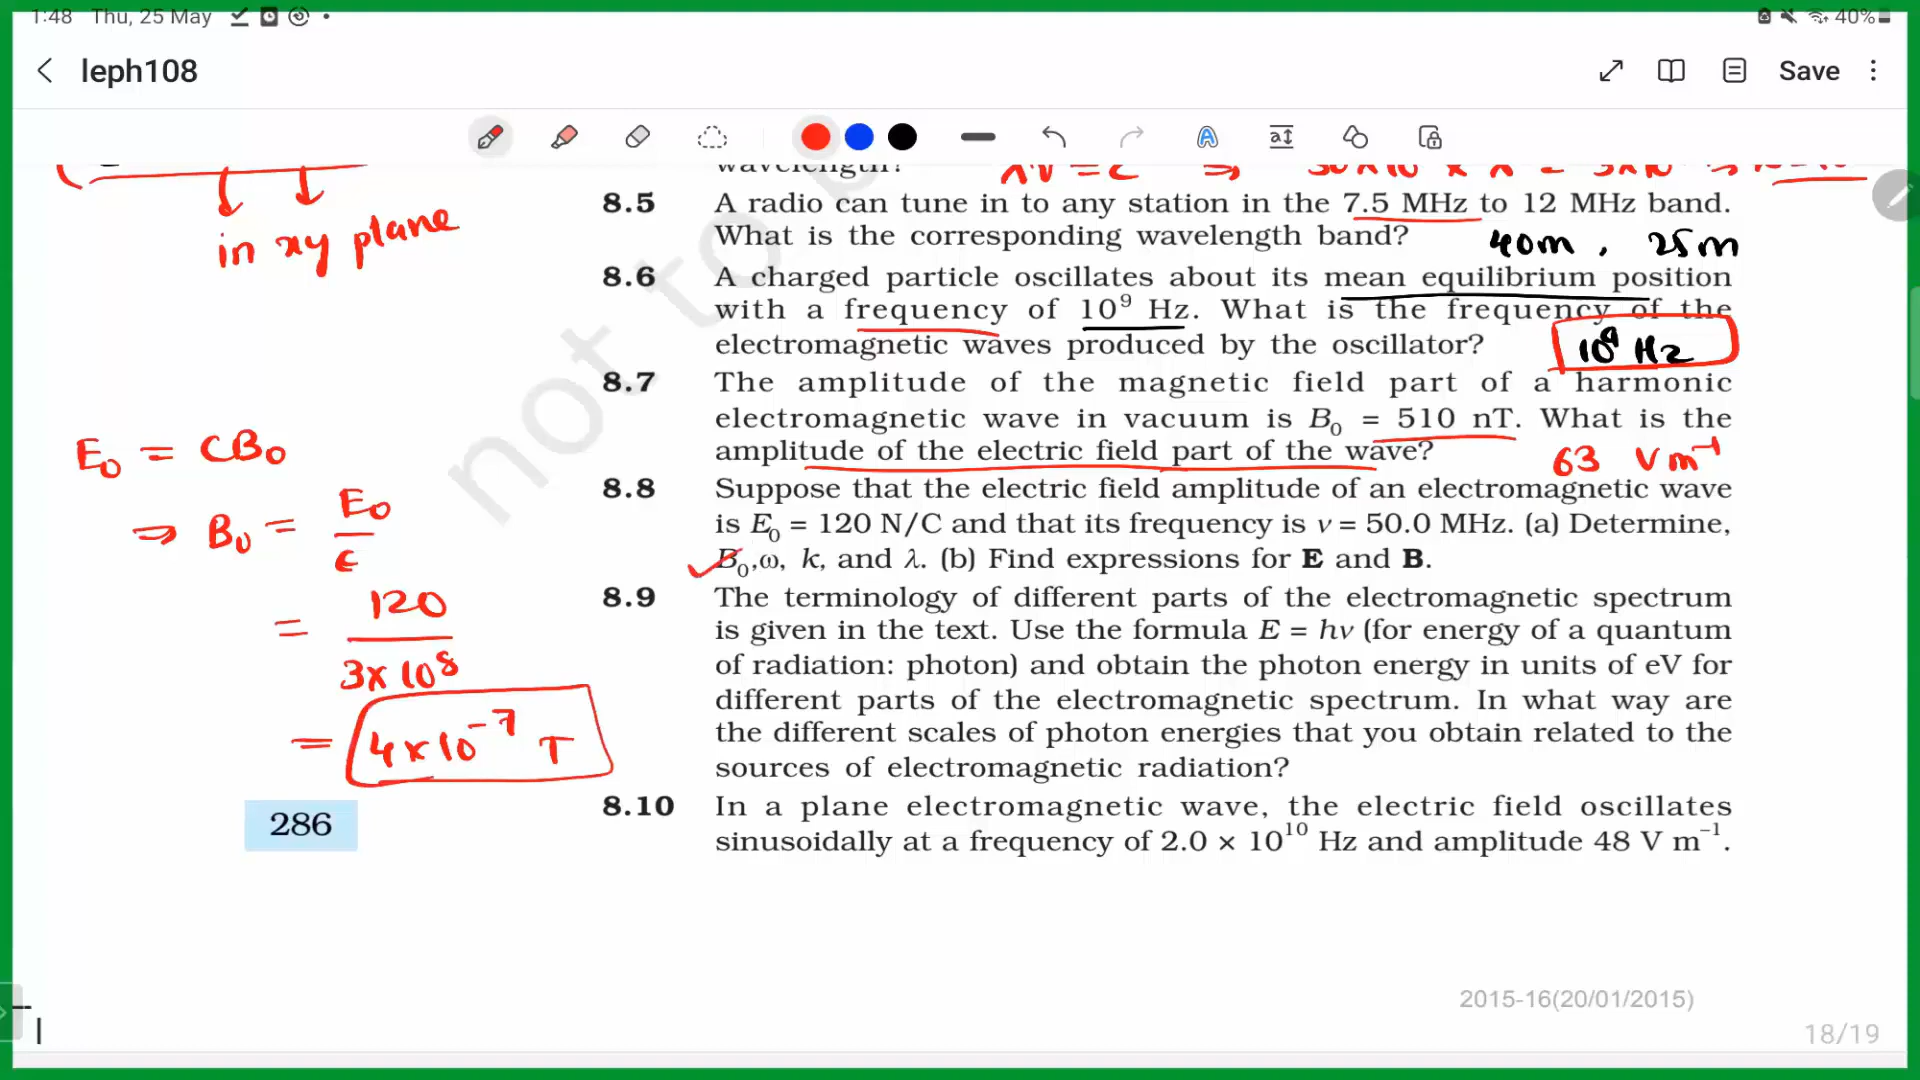 1:48 Thu, 25 May
40%
leph108
Save
wavelength?
λν = c ⇒
8.5 A radio can tune in to any station in the 7.5 MHz to 12 MHz band.
What is the corresponding wavelength band?
40m , 25m
in xy plane
8.6 A charged particle oscillates about its mean equilibrium position
with a frequency of 10⁹ Hz. What is the frequency of the
electromagnetic waves produced by the oscillator?
10⁹ Hz
8.7 The amplitude of the magnetic field part of a harmonic
electromagnetic wave in vacuum is B₀ = 510 nT. What is the
amplitude of the electric field part of the wave?
63 Vm⁻¹
E₀ = CB₀
⇒ B₀ = E₀/c
= 120/3x10⁸
= 4x10⁻⁷ T
8.8 Suppose that the electric field amplitude of an electromagnetic wave
is E₀ = 120 N/C and that its frequency is ν = 50.0 MHz. (a) Determine,
B₀,ω, k, and λ. (b) Find expressions for E and B.
8.9 The terminology of different parts of the electromagnetic spectrum
is given in the text. Use the formula E = hν (for energy of a quantum
of radiation: photon) and obtain the photon energy in units of eV for
different parts of the electromagnetic spectrum. In what way are
the different scales of photon energies that you obtain related to the
sources of electromagnetic radiation?
8.10 In a plane electromagnetic wave, the electric field oscillates
sinusoidally at a frequency of 2.0 × 10¹⁰ Hz and amplitude 48 V m⁻¹.
286
not to b
2015-16(20/01/2015)
18/19